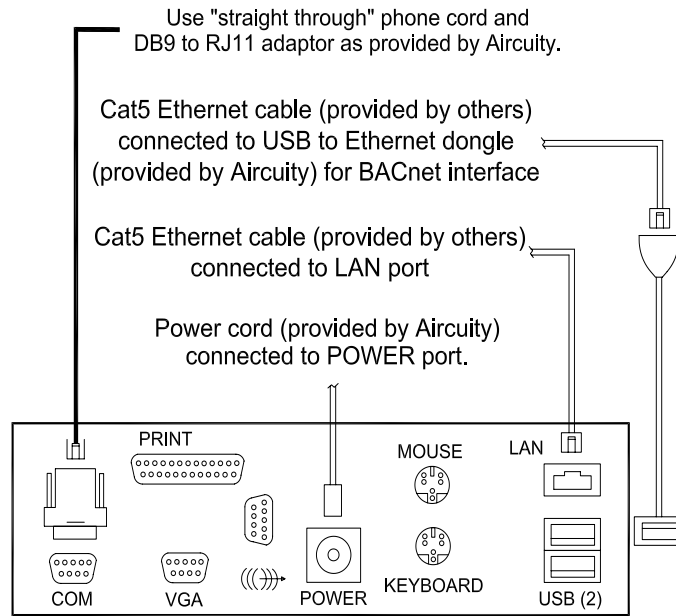 Use "straight through" phone cord and
DB9 to RJ11 adaptor as provided by Aircuity.
Cat5 Ethernet cable (provided by others)
connected to USB to Ethernet dongle
(provided by Aircuity) for BACnet interface
Cat5 Ethernet cable (provided by others)
connected to LAN port
Power cord (provided by Aircuity)
connected to POWER port.
PRINT
MOUSE
LAN
COM
VGA
POWER
KEYBOARD
USB (2)